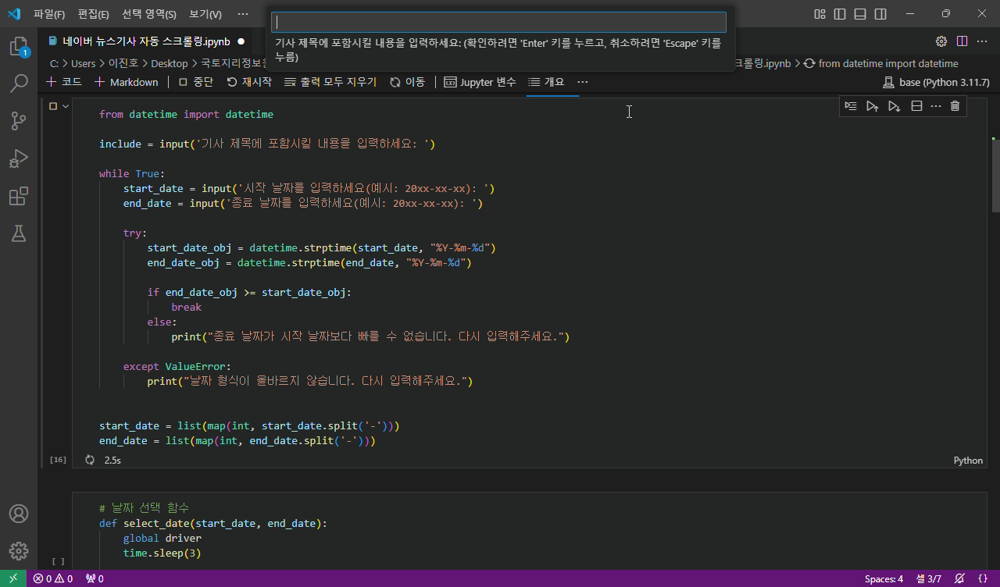 파일(F) 편집(E) 선택 영역(S) 보기(V) ···
기사 제목에 포함시킬 내용을 입력하세요: (확인하려면 'Enter' 키를 누르고, 취소하려면 'Escape' 키를
누름)
네이버 뉴스기사 자동 스크롤링.ipynb ●
C: > Users > 이진호 > Desktop > 국토지리정보
크롤링.ipynb > from datetime import datetime
+ 코드 + Markdown | 중단 재시작 출력 모두 지우기 이동 | Jupyter 변수 개요 ···
base (Python 3.11.7)
from datetime import datetime
include = input('기사 제목에 포함시킬 내용을 입력하세요: ')
while True:
start_date = input('시작 날짜를 입력하세요(예시: 20xx-xx-xx): ')
end_date = input('종료 날짜를 입력하세요(예시: 20xx-xx-xx): ')
try:
start_date_obj = datetime.strptime(start_date, "%Y-%m-%d")
end_date_obj = datetime.strptime(end_date, "%Y-%m-%d")
if end_date_obj >= start_date_obj:
break
else:
print("종료 날짜가 시작 날짜보다 빠를 수 없습니다. 다시 입력해주세요.")
except ValueError:
print("날짜 형식이 올바르지 않습니다. 다시 입력해주세요.")
start_date = list(map(int, start_date.split('-')))
end_date = list(map(int, end_date.split('-')))
[16] 2.5s Python
# 날짜 선택 함수
def select_date(start_date, end_date):
global driver
time.sleep(3)
[ ]
1
0 0 0 Spaces: 4 셀 3/7 {}